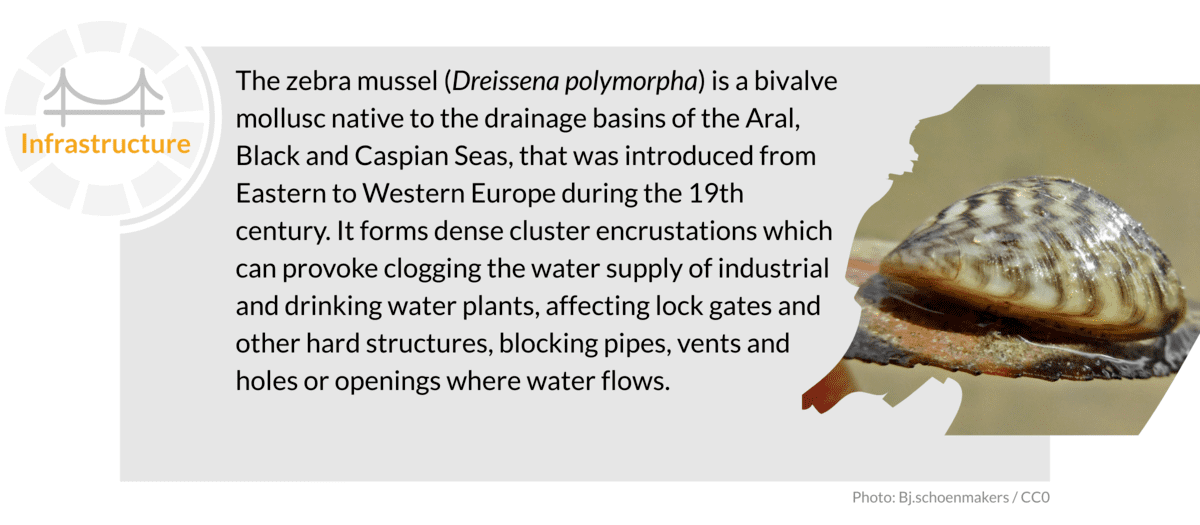 Infrastructure
The zebra mussel (Dreissena polymorpha) is a bivalve
mollusc native to the drainage basins of the Aral,
Black and Caspian Seas, that was introduced from
Eastern to Western Europe during the 19th
century. It forms dense cluster encrustations which
can provoke clogging the water supply of industrial
and drinking water plants, affecting lock gates and
other hard structures, blocking pipes, vents and
holes or openings where water flows.
Photo: Bj.schoenmakers / CC0